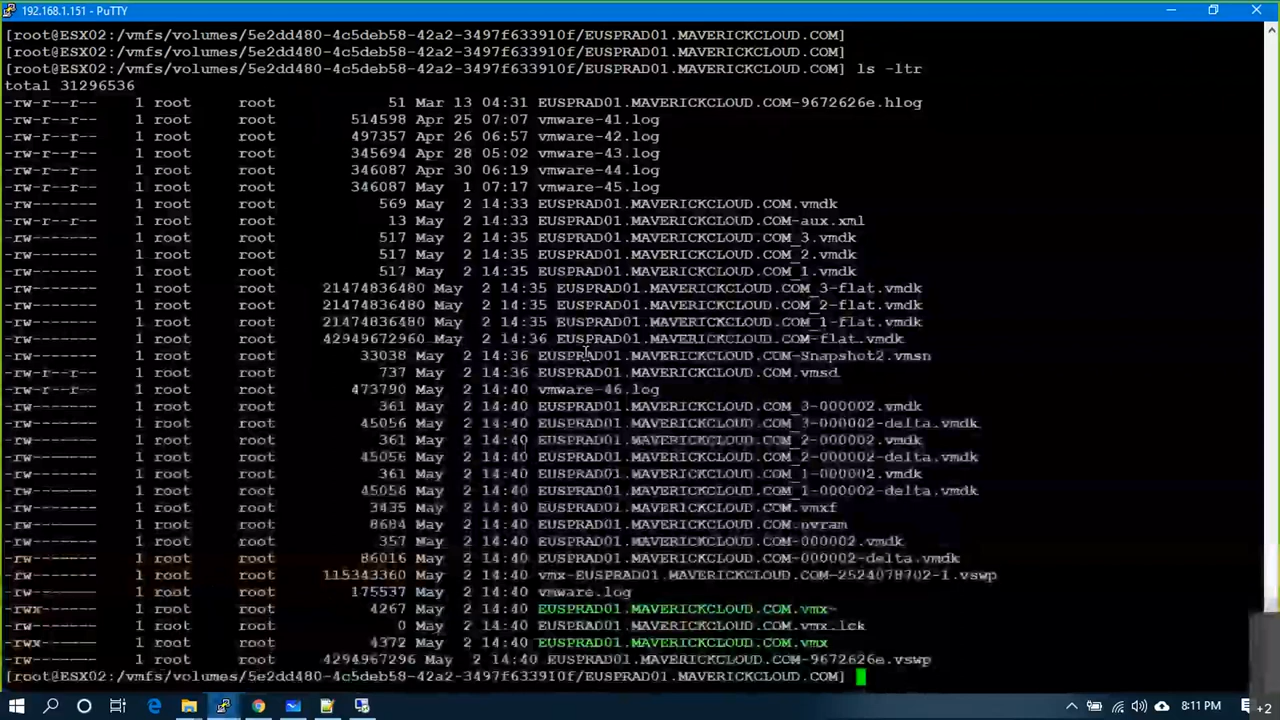 192.168.1.151 - PuTTY
[root@ESX02:/vmfs/volumes/5e2dd480-4c5deb58-42a2-3497f633910f/EUSPRAD01.MAVERICKCLOUD.COM]
[root@ESX02:/vmfs/volumes/5e2dd480-4c5deb58-42a2-3497f633910f/EUSPRAD01.MAVERICKCLOUD.COM]
[root@ESX02:/vmfs/volumes/5e2dd480-4c5deb58-42a2-3497f633910f/EUSPRAD01.MAVERICKCLOUD.COM] ls -ltr
total 31296536
-rw-r--r-- 1 root root 51 Mar 13 04:31 EUSPRAD01.MAVERICKCLOUD.COM-9672626e.hlog
-rw-r--r-- 1 root root 514598 Apr 25 07:07 vmware-41.log
-rw-r--r-- 1 root root 497357 Apr 26 06:57 vmware-42.log
-rw-r--r-- 1 root root 345694 Apr 28 05:02 vmware-43.log
-rw-r--r-- 1 root root 346087 Apr 30 06:19 vmware-44.log
-rw-r--r-- 1 root root 346087 May 1 07:17 vmware-45.log
-rw------- 1 root root 569 May 2 14:33 EUSPRAD01.MAVERICKCLOUD.COM.vmdk
-rw-r--r-- 1 root root 13 May 2 14:33 EUSPRAD01.MAVERICKCLOUD.COM-aux.xml
-rw------- 1 root root 517 May 2 14:35 EUSPRAD01.MAVERICKCLOUD.COM_3.vmdk
-rw------- 1 root root 517 May 2 14:35 EUSPRAD01.MAVERICKCLOUD.COM_2.vmdk
-rw------- 1 root root 517 May 2 14:35 EUSPRAD01.MAVERICKCLOUD.COM_1.vmdk
-rw------- 1 root root 21474836480 May 2 14:35 EUSPRAD01.MAVERICKCLOUD.COM_3-flat.vmdk
-rw------- 1 root root 21474836480 May 2 14:35 EUSPRAD01.MAVERICKCLOUD.COM_2-flat.vmdk
-rw------- 1 root root 21474836480 May 2 14:35 EUSPRAD01.MAVERICKCLOUD.COM_1-flat.vmdk
-rw------- 1 root root 42949672960 May 2 14:36 EUSPRAD01.MAVERICKCLOUD.COM-flat.vmdk
-rw------- 1 root root 33038 May 2 14:36 EUSPRAD01.MAVERICKCLOUD.COM-Snapshot2.vmsn
-rw-r--r-- 1 root root 737 May 2 14:36 EUSPRAD01.MAVERICKCLOUD.COM.vmsd
-rw-r--r-- 1 root root 473790 May 2 14:40 vmware-46.log
-rw------- 1 root root 361 May 2 14:40 EUSPRAD01.MAVERICKCLOUD.COM_3-000002.vmdk
-rw------- 1 root root 45056 May 2 14:40 EUSPRAD01.MAVERICKCLOUD.COM_3-000002-delta.vmdk
-rw------- 1 root root 361 May 2 14:40 EUSPRAD01.MAVERICKCLOUD.COM_2-000002.vmdk
-rw------- 1 root root 45056 May 2 14:40 EUSPRAD01.MAVERICKCLOUD.COM_2-000002-delta.vmdk
-rw------- 1 root root 361 May 2 14:40 EUSPRAD01.MAVERICKCLOUD.COM_1-000002.vmdk
-rw------- 1 root root 45056 May 2 14:40 EUSPRAD01.MAVERICKCLOUD.COM_1-000002-delta.vmdk
-rw------- 1 root root 3435 May 2 14:40 EUSPRAD01.MAVERICKCLOUD.COM.vmxf
-rw------- 1 root root 8684 May 2 14:40 EUSPRAD01.MAVERICKCLOUD.COM.nvram
-rw------- 1 root root 357 May 2 14:40 EUSPRAD01.MAVERICKCLOUD.COM-000002.vmdk
-rw------- 1 root root 86016 May 2 14:40 EUSPRAD01.MAVERICKCLOUD.COM-000002-delta.vmdk
-rw------- 1 root root 115343360 May 2 14:40 vmx-EUSPRAD01.MAVERICKCLOUD.COM-2524078702-1.vswp
-rw------- 1 root root 175537 May 2 14:40 vmware.log
-rwx------ 1 root root 4267 May 2 14:40 EUSPRAD01.MAVERICKCLOUD.COM.vmx~
-rw------- 1 root root 0 May 2 14:40 EUSPRAD01.MAVERICKCLOUD.COM.vmx.lck
-rwx------ 1 root root 4372 May 2 14:40 EUSPRAD01.MAVERICKCLOUD.COM.vmx
-rw------- 1 root root 4294967296 May 2 14:40 EUSPRAD01.MAVERICKCLOUD.COM-9672626e.vswp
[root@ESX02:/vmfs/volumes/5e2dd480-4c5deb58-42a2-3497f633910f/EUSPRAD01.MAVERICKCLOUD.COM]
8:11 PM
+2